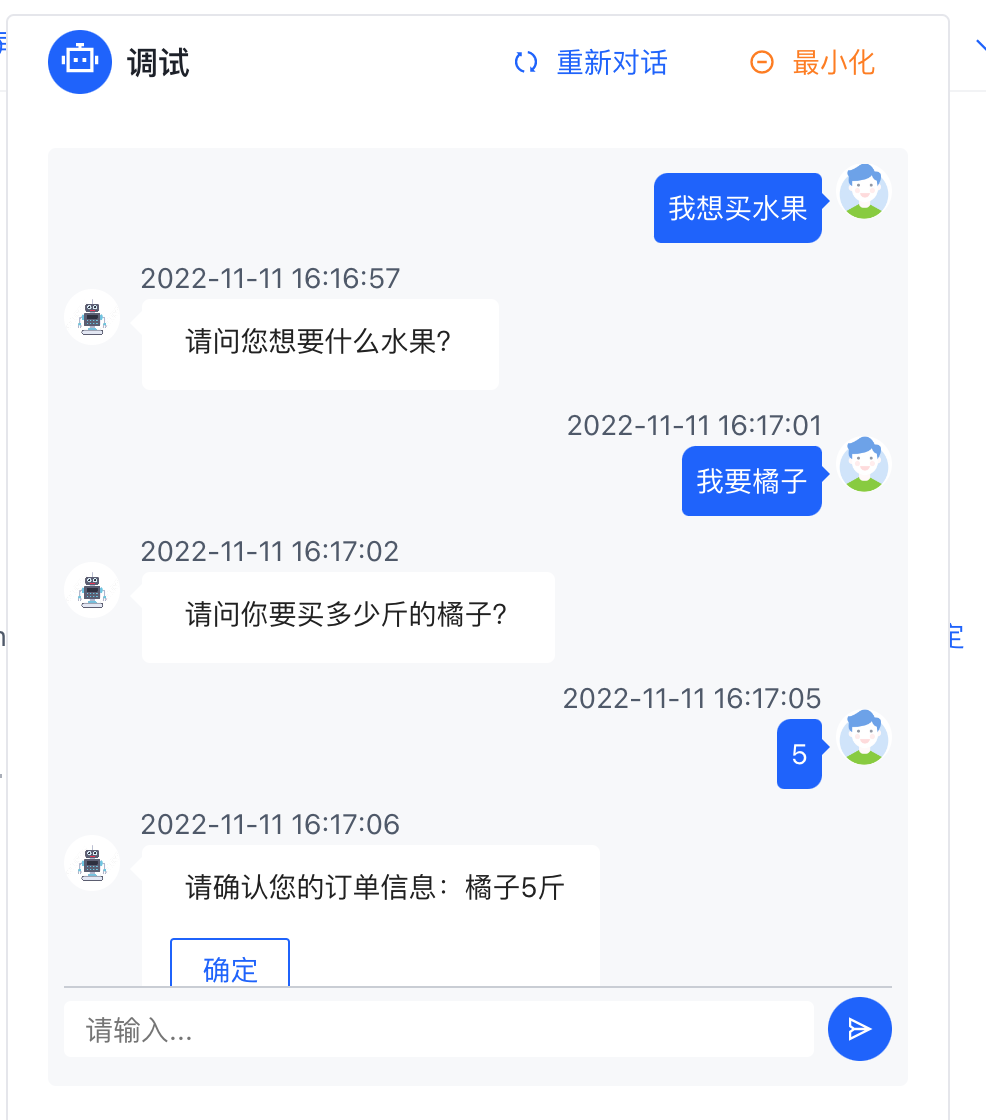 调试
重新对话
最小化
我想买水果
2022-11-11 16:16:57
请问您想要什么水果?
2022-11-11 16:17:01
我要橘子
2022-11-11 16:17:02
请问你要买多少斤的橘子?
2022-11-11 16:17:05
5
2022-11-11 16:17:06
请确认您的订单信息：橘子5斤
确定
请输入...
定